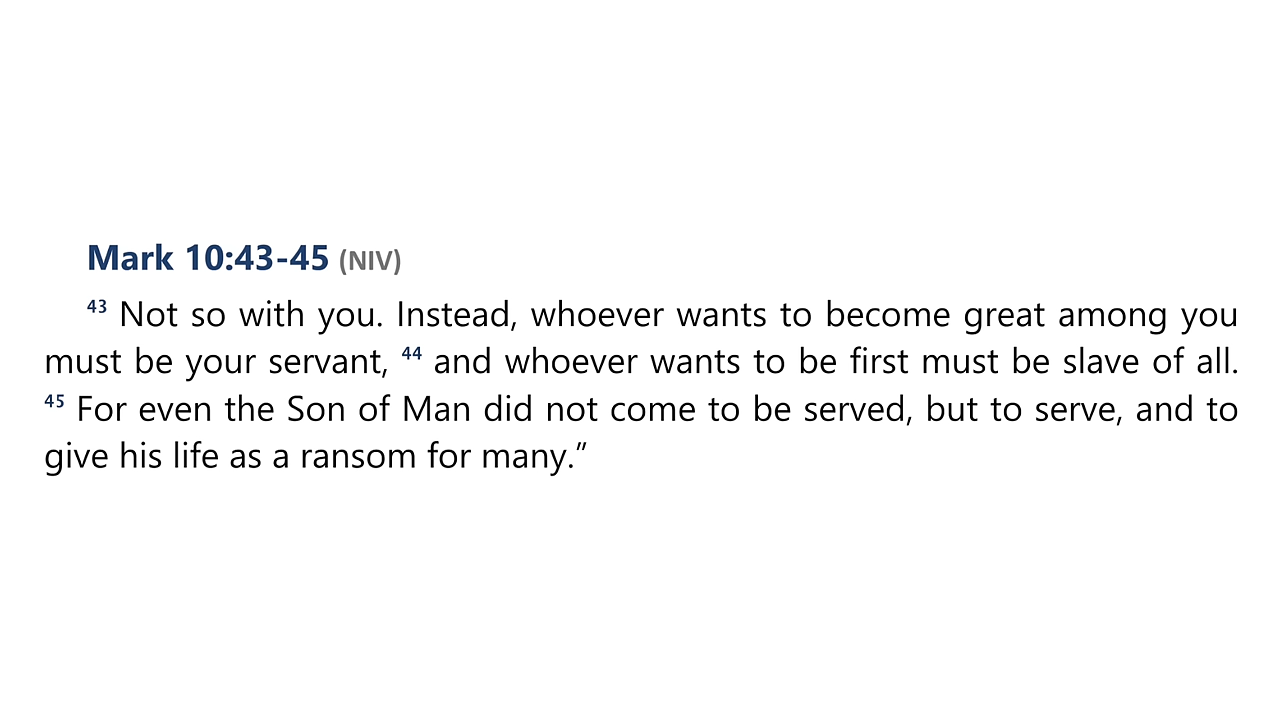 Mark 10:43-45 (NIV)
⁴³ Not so with you. Instead, whoever wants to become great among you
must be your servant, ⁴⁴ and whoever wants to be first must be slave of all.
⁴⁵ For even the Son of Man did not come to be served, but to serve, and to
give his life as a ransom for many.”